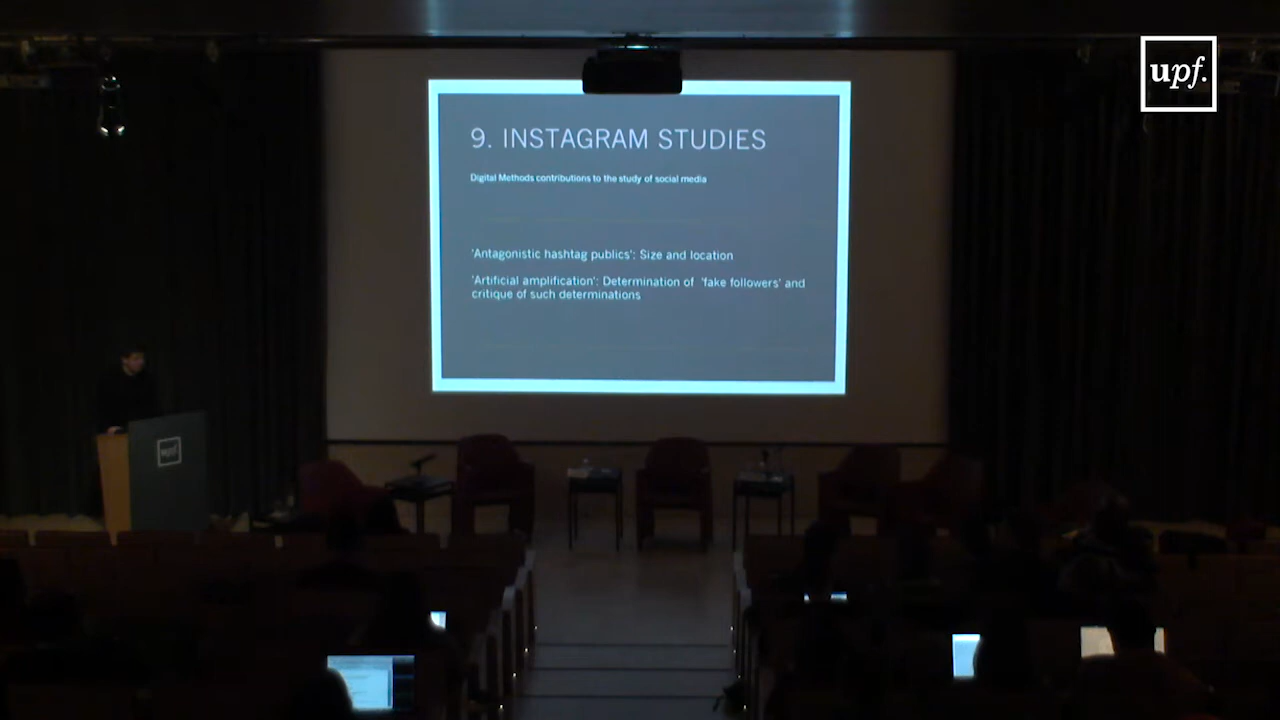 upf.
9. INSTAGRAM STUDIES
Digital Methods contributions to the study of social media
'Antagonistic hashtag publics': Size and location
'Artificial amplification': Determination of 'fake followers' and
critique of such determinations
upf.